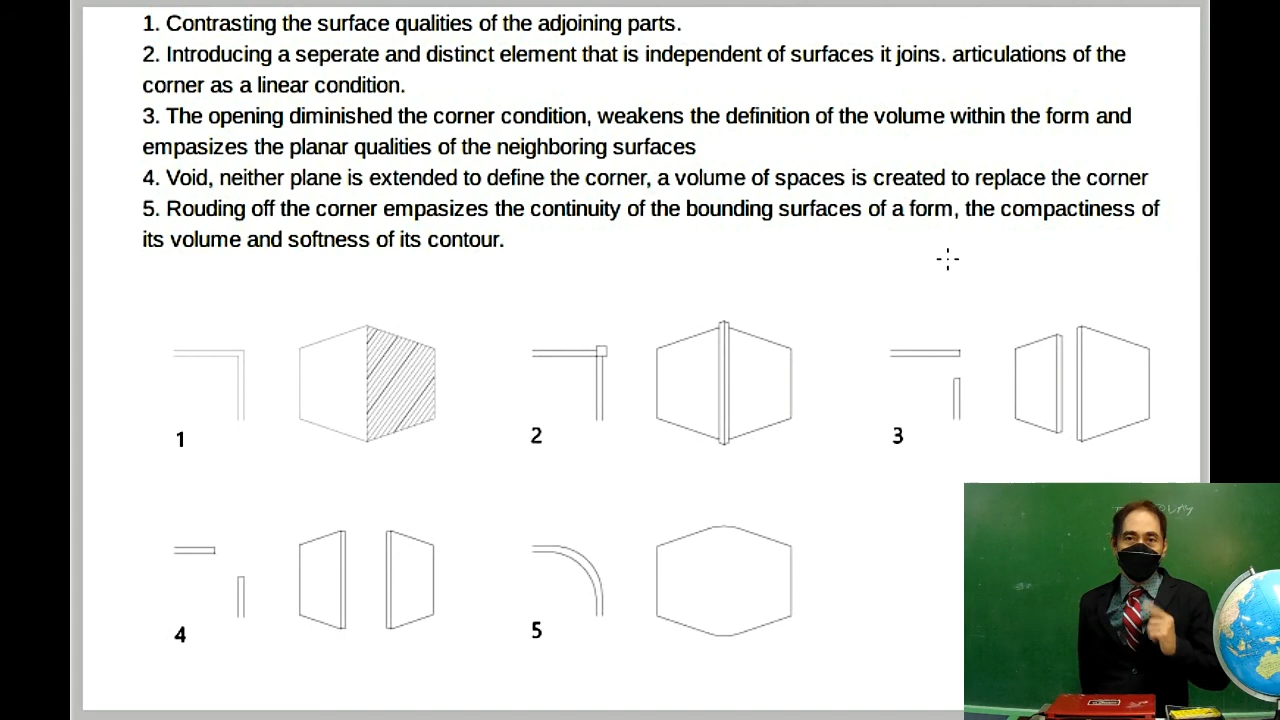 1. Contrasting the surface qualities of the adjoining parts.
2. Introducing a seperate and distinct element that is independent of surfaces it joins. articulations of the
corner as a linear condition.
3. The opening diminished the corner condition, weakens the definition of the volume within the form and
empasizes the planar qualities of the neighboring surfaces
4. Void, neither plane is extended to define the corner, a volume of spaces is created to replace the corner
5. Rouding off the corner empasizes the continuity of the bounding surfaces of a form, the compactiness of
its volume and softness of its contour.
1
2
3
4
5